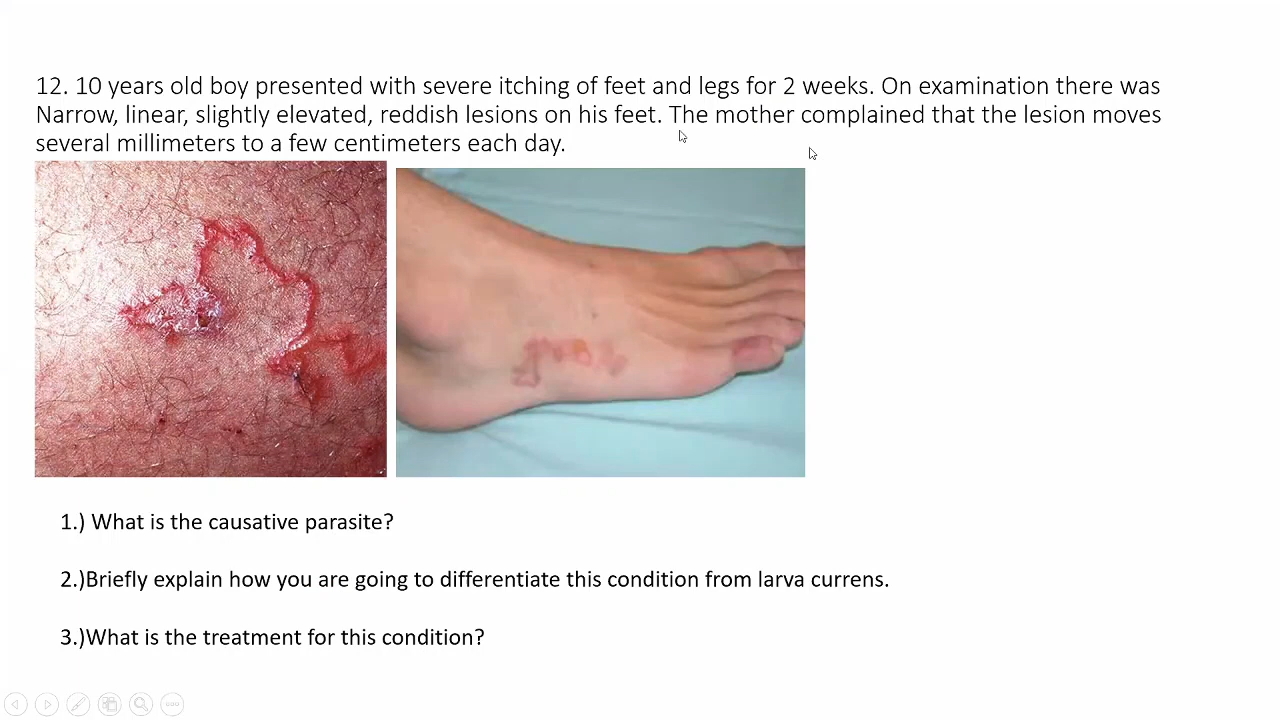 12. 10 years old boy presented with severe itching of feet and legs for 2 weeks. On examination there was
Narrow, linear, slightly elevated, reddish lesions on his feet. The mother complained that the lesion moves
several millimeters to a few centimeters each day.
1.) What is the causative parasite?
2.)Briefly explain how you are going to differentiate this condition from larva currens.
3.)What is the treatment for this condition?